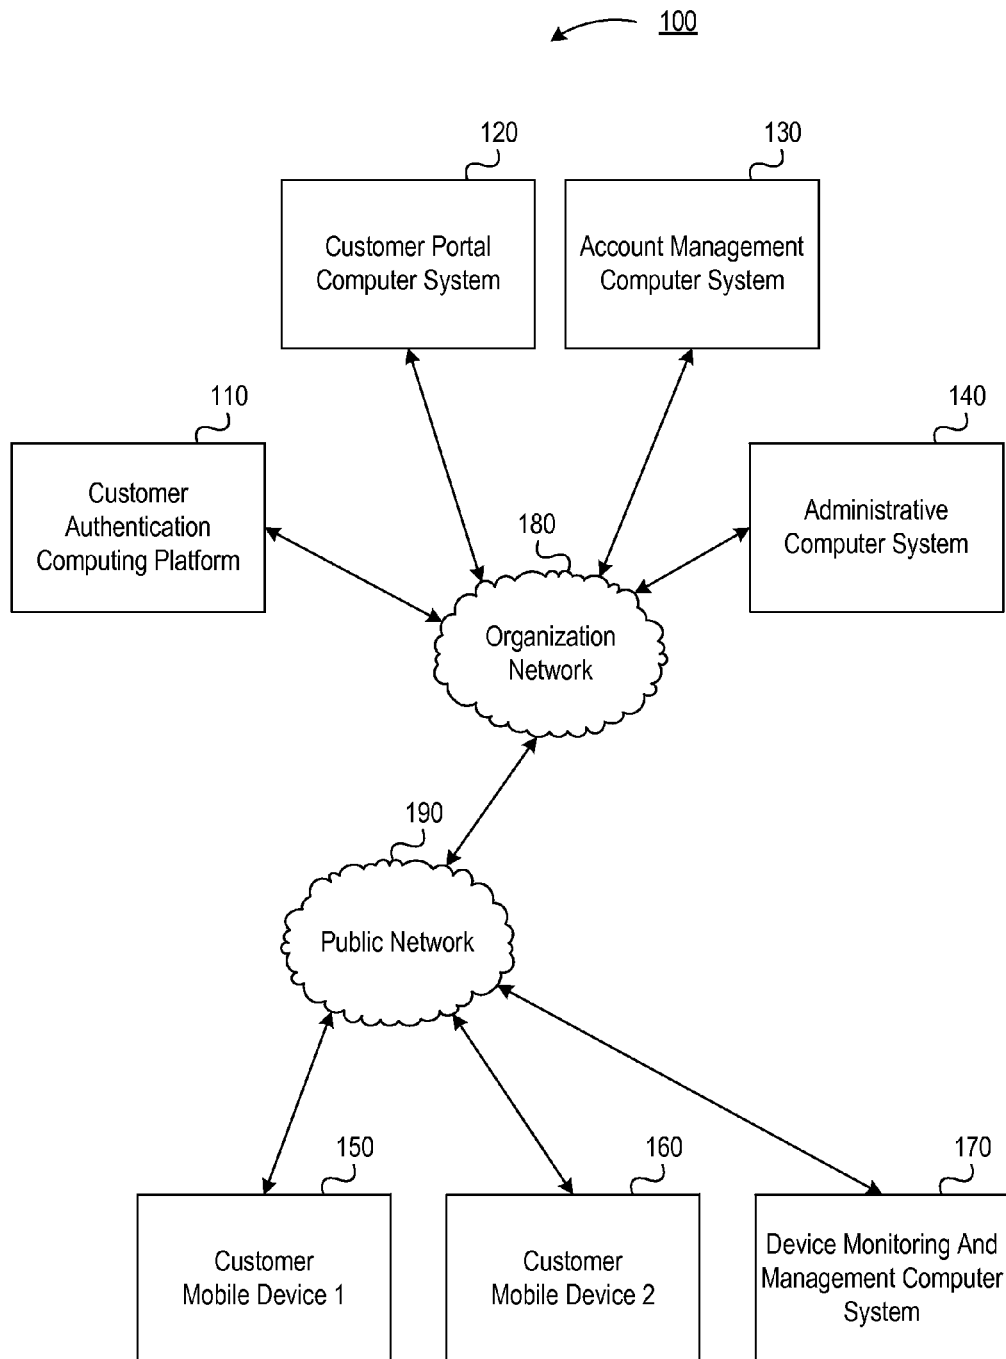 100
120
130
Customer Portal
Computer System
Account Management
Computer System
110
140
Customer
Authentication
Computing Platform
Administrative
Computer System
180
Organization
Network
190
Public Network
150
160
170
Customer
Mobile Device 1
Customer
Mobile Device 2
Device Monitoring And
Management Computer
System